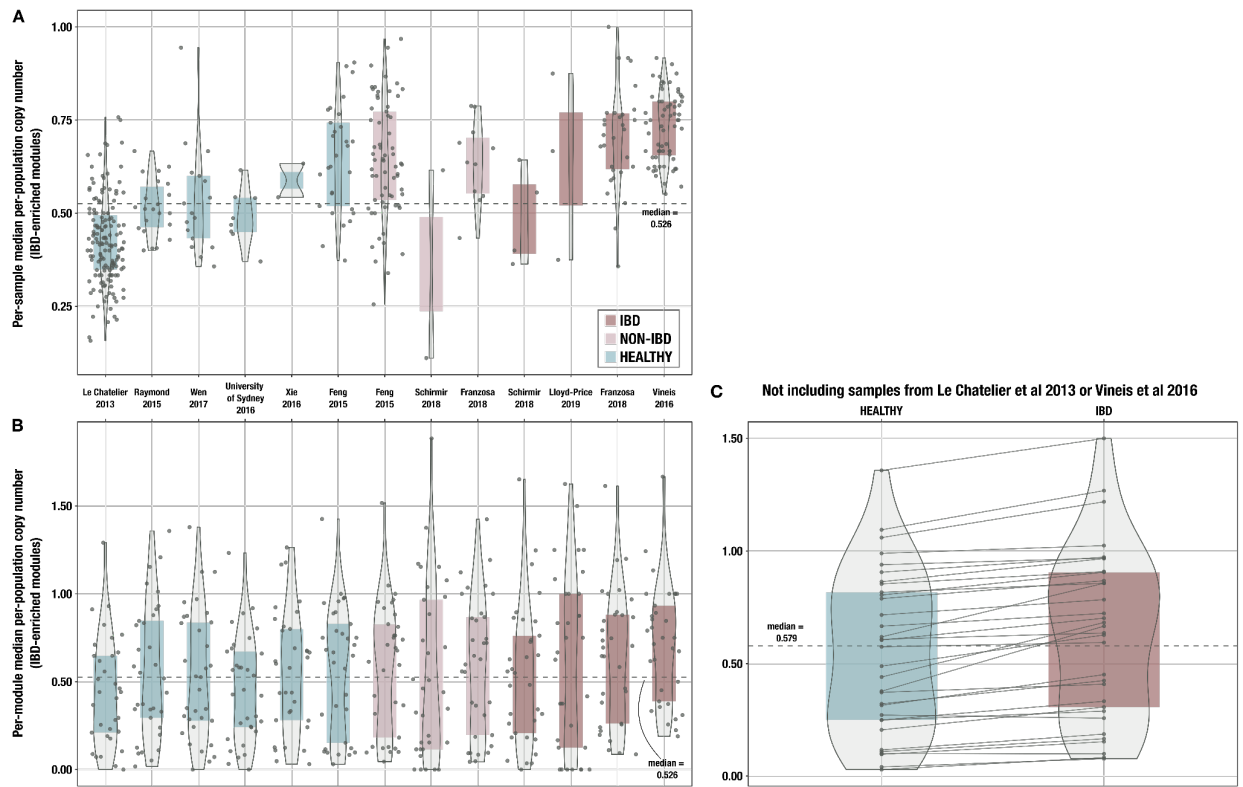 A
Per-sample median per-population copy number
(IBD-enriched modules)
1.00
0.75
0.50
0.25
median =
0.526
IBD
NON-IBD
HEALTHY
Le Chatelier
2013
Raymond
2015
Wen
2017
University
of Sydney
2016
Xie
2016
Feng
2015
Feng
2015
Schirmir
2018
Franzosa
2018
Schirmir
2018
Lloyd-Price
2019
Franzosa
2018
Vineis
2016
B
Per-module median per-population copy number
(IBD-enriched modules)
1.50
1.00
0.50
0.00
median =
0.526
C
Not including samples from Le Chatelier et al 2013 or Vineis et al 2016
HEALTHY
IBD
1.50
1.00
0.50
0.00
median =
0.579